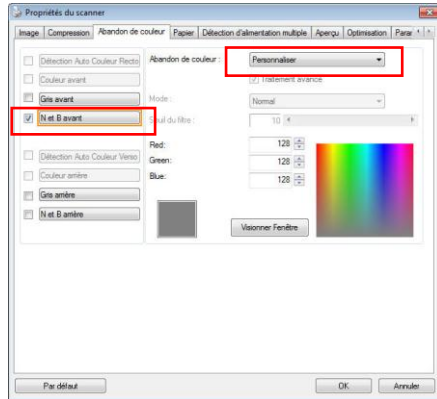 Propriétés du scanner
Image Compression Abandon de couleur Papier Détection d'alimentation multiple Aperçu Optimisation Para
Détection Auto Couleur Recto
Couleur avant
Gris avant
N et B avant
Détection Auto Couleur Verso
Couleur arrière
Gris arrière
N et B arrière
Abandon de couleur : Personnaliser
Traitement avancé
Mode : Normal
Seuil du filtre : 10
Red: 128
Green: 128
Blue: 128
Visionner Fenêtre
Par défaut OK Annuler